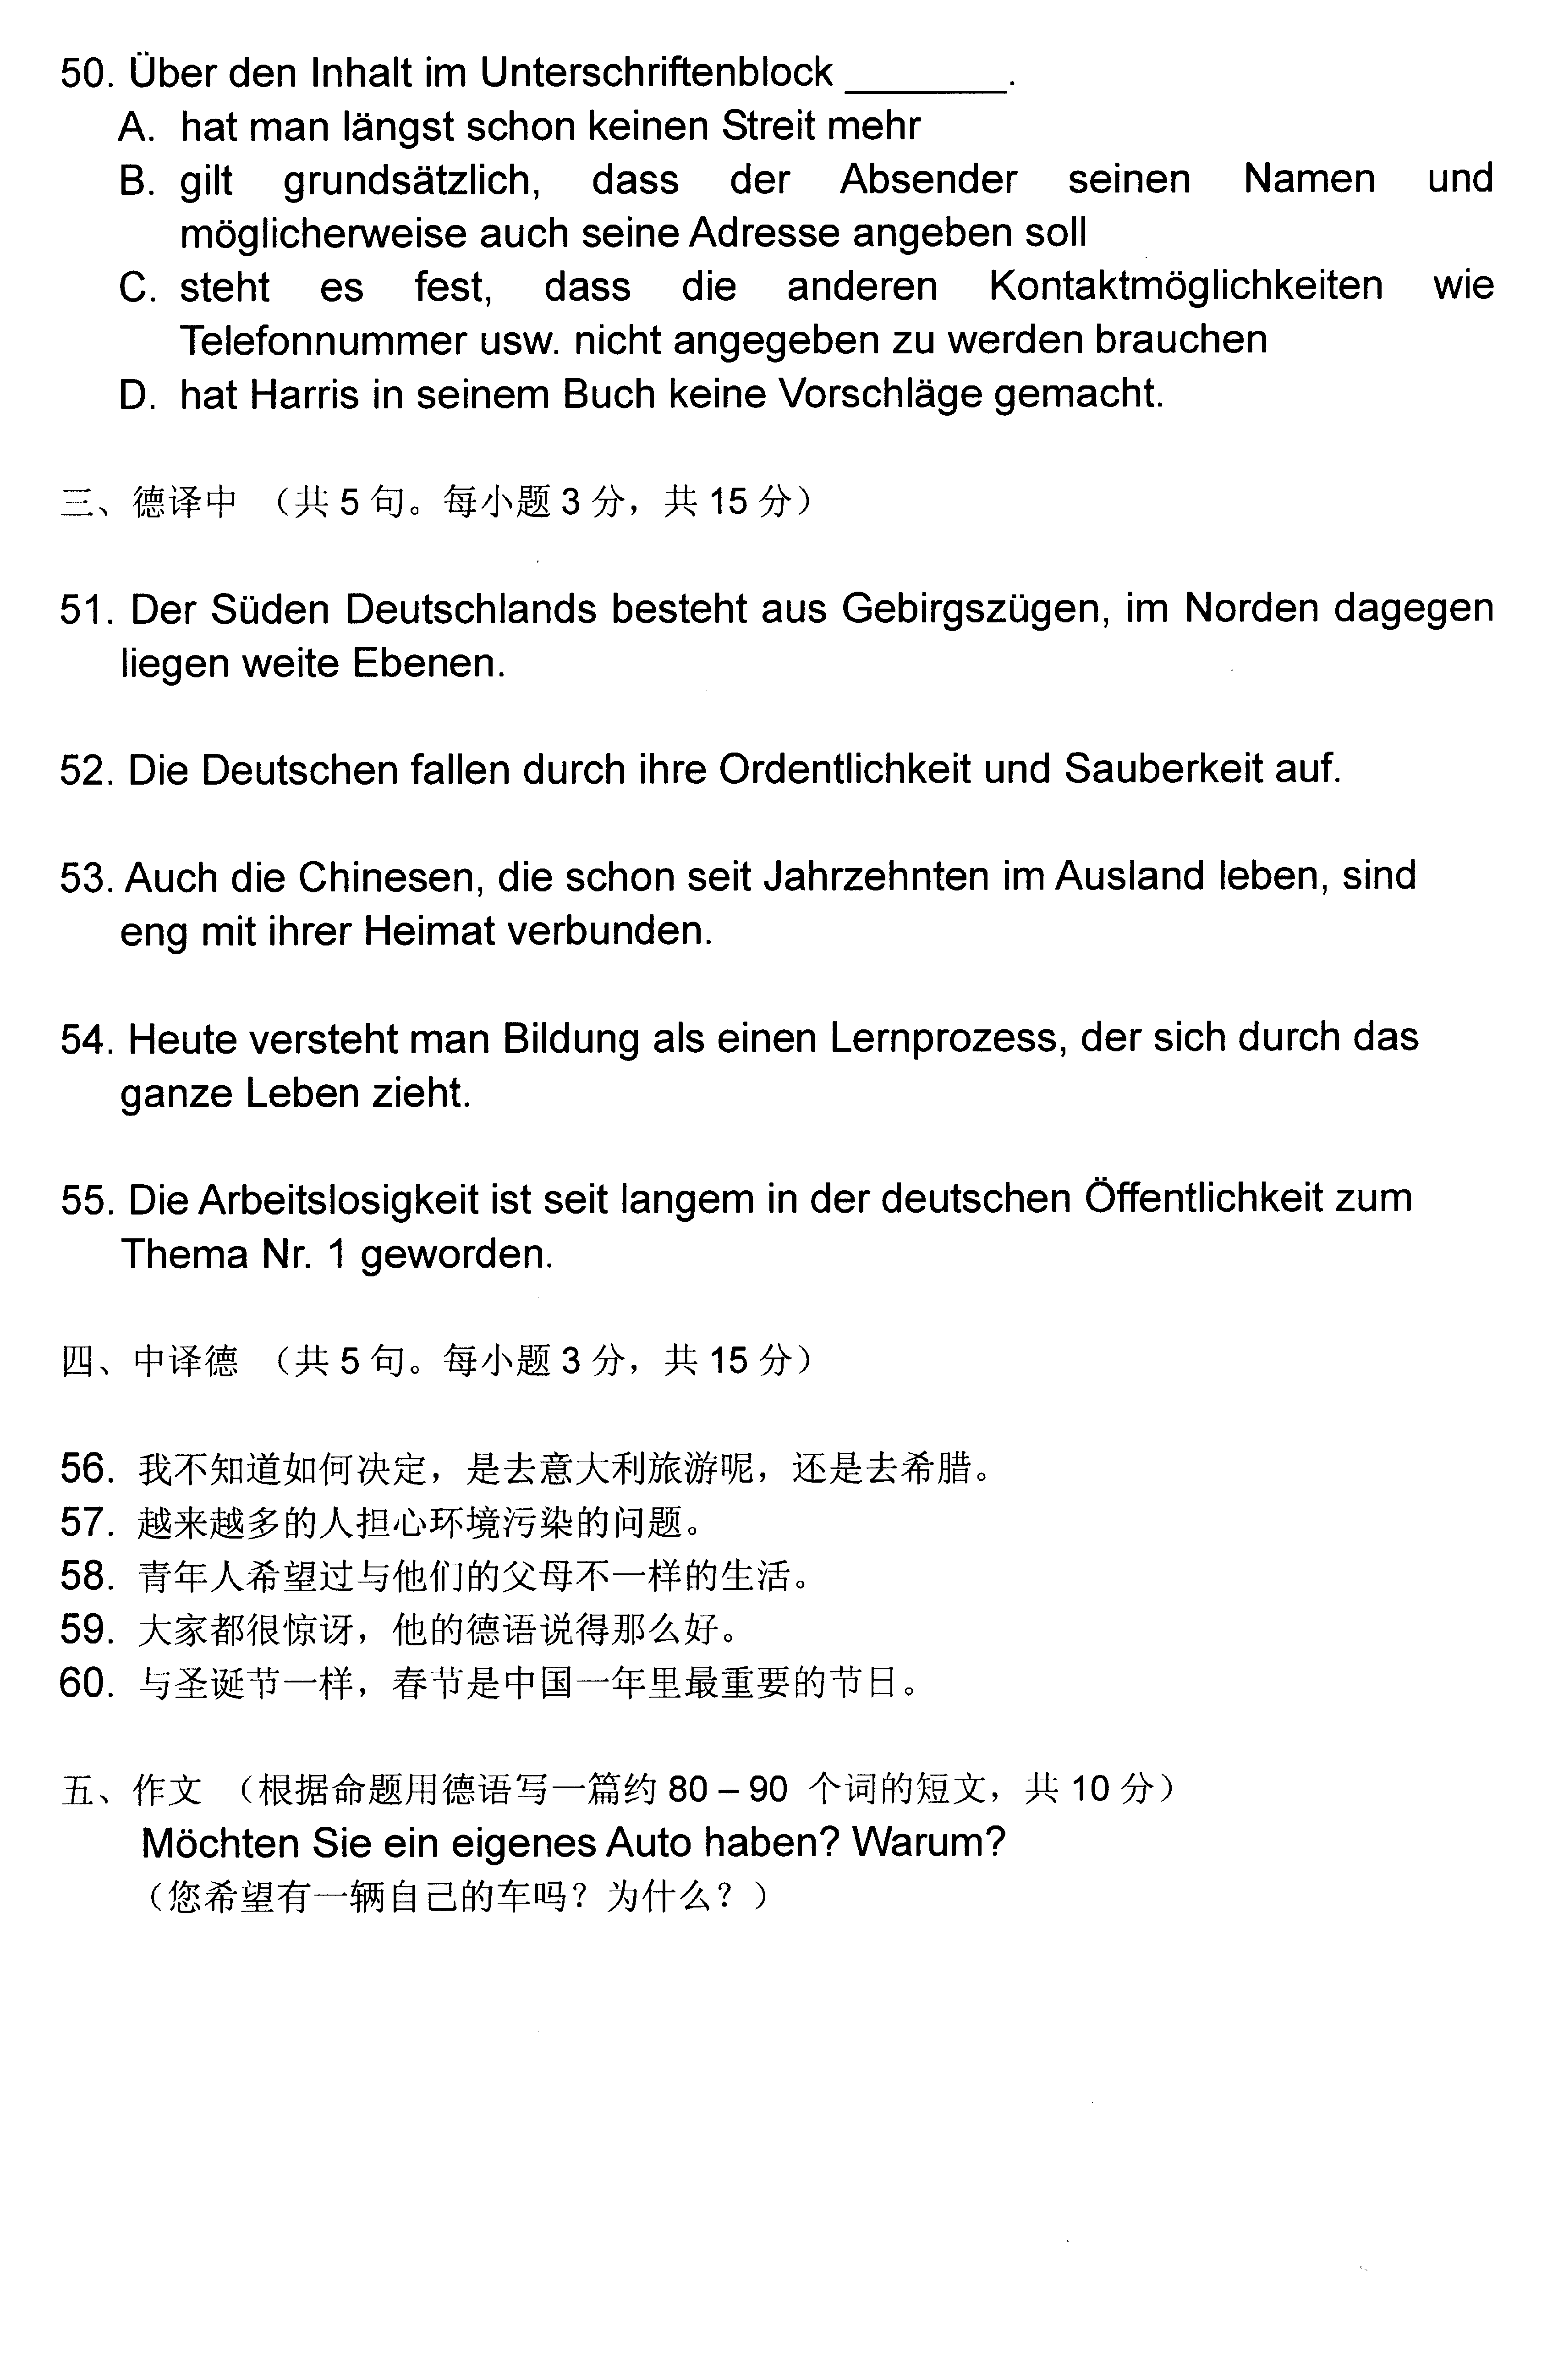 50. Über den Inhalt im Unterschriftenblock ________.
A. hat man längst schon keinen Streit mehr
B. gilt grundsätzlich, dass der Absender seinen Namen und
möglicherweise auch seine Adresse angeben soll
C. steht es fest, dass die anderen Kontaktmöglichkeiten wie
Telefonnummer usw. nicht angegeben zu werden brauchen
D. hat Harris in seinem Buch keine Vorschläge gemacht.
三、德译中 （共 5 句。每小题 3 分，共 15 分）
51. Der Süden Deutschlands besteht aus Gebirgszügen, im Norden dagegen
liegen weite Ebenen.
52. Die Deutschen fallen durch ihre Ordentlichkeit und Sauberkeit auf.
53. Auch die Chinesen, die schon seit Jahrzehnten im Ausland leben, sind
eng mit ihrer Heimat verbunden.
54. Heute versteht man Bildung als einen Lernprozess, der sich durch das
ganze Leben zieht.
55. Die Arbeitslosigkeit ist seit langem in der deutschen Öffentlichkeit zum
Thema Nr. 1 geworden.
四、中译德 （共 5 句。每小题 3 分，共 15 分）
56. 我不知道如何决定，是去意大利旅游呢，还是去希腊。
57. 越来越多的人担心环境污染的问题。
58. 青年人希望过与他们的父母不一样的生活。
59. 大家都很惊讶，他的德语说得那么好。
60. 与圣诞节一样，春节是中国一年里最重要的节日。
五、作文 （根据命题用德语写一篇约 80 – 90 个词的短文，共 10 分）
Möchten Sie ein eigenes Auto haben? Warum?
（您希望有一辆自己的车吗？为什么？）